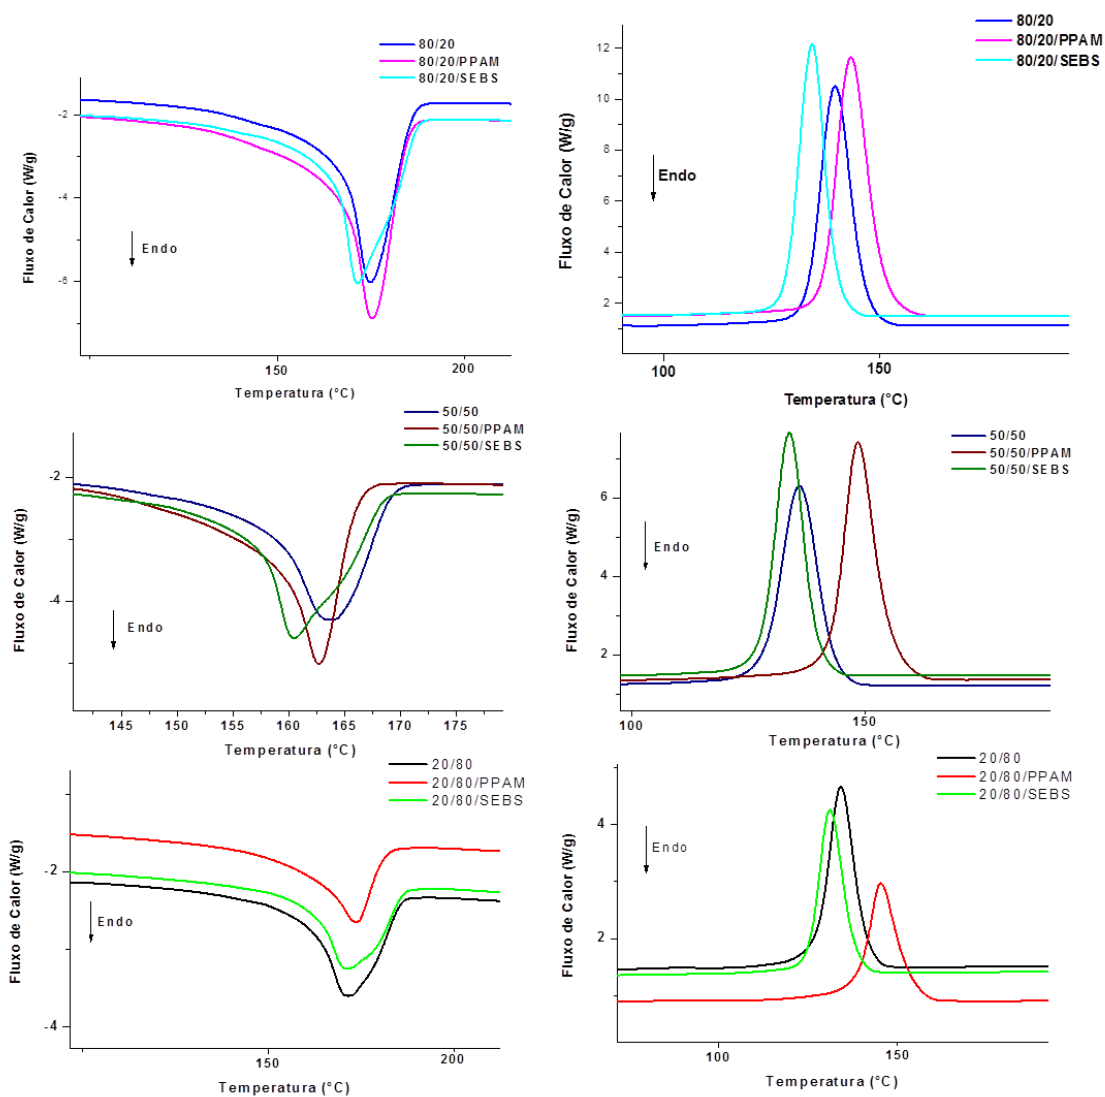 80/20
80/20/PPAM
80/20/SEBS
-2
-4
-6
Fluxo de Calor (W/g)
Endo
150
200
Temperatura (°C)
80/20
80/20/PPAM
80/20/SEBS
12
10
8
6
4
2
Fluxo de Calor (W/g)
Endo
100
150
Temperatura (°C)
50/50
50/50/PPAM
50/50/SEBS
-2
-4
Fluxo de Calor (W/g)
Endo
145 150 155 160 165 170 175
Temperatura (°C)
50/50
50/50/PPAM
50/50/SEBS
6
4
2
Fluxo de Calor (W/g)
Endo
100
150
Temperatura (°C)
20/80
20/80/PPAM
20/80/SEBS
-2
-4
Fluxo de Calor (W/g)
Endo
150
200
Temperatura (°C)
20/80
20/80/PPAM
20/80/SEBS
4
2
Fluxo de Calor (W/g)
Endo
100
150
Temperatura (°C)